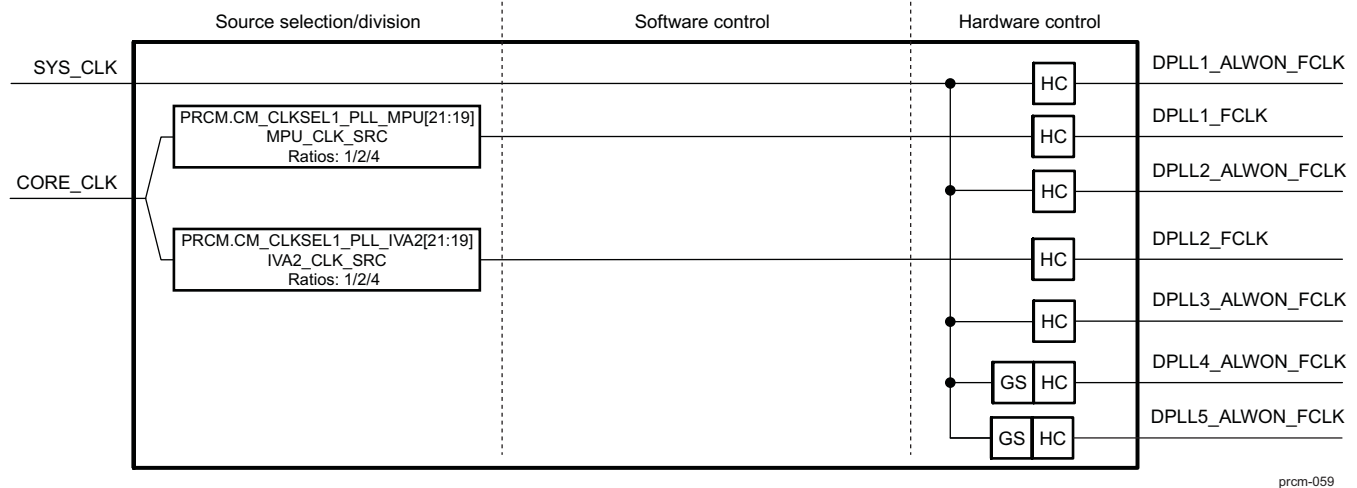 Source selection/division
Software control
Hardware control
SYS_CLK
HC
DPLL1_ALWON_FCLK
PRCM.CM_CLKSEL1_PLL_MPU[21:19]
MPU_CLK_SRC
Ratios: 1/2/4
HC
DPLL1_FCLK
CORE_CLK
HC
DPLL2_ALWON_FCLK
PRCM.CM_CLKSEL1_PLL_IVA2[21:19]
IVA2_CLK_SRC
Ratios: 1/2/4
HC
DPLL2_FCLK
HC
DPLL3_ALWON_FCLK
GS HC
DPLL4_ALWON_FCLK
GS HC
DPLL5_ALWON_FCLK
prcm-059